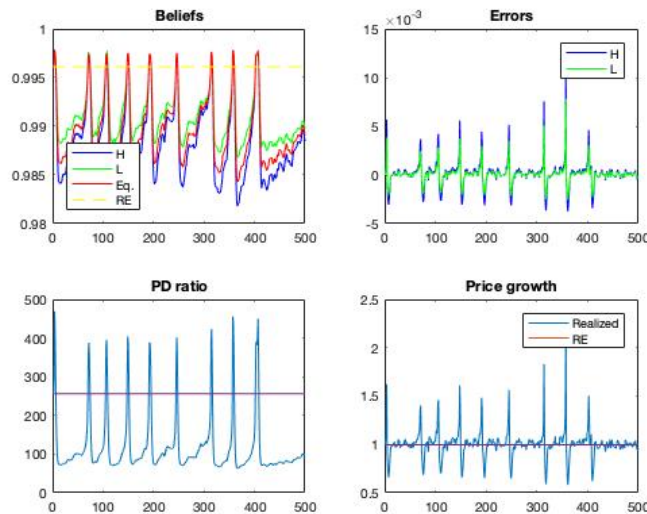 Beliefs
1
0.995
0.99
0.985
0.98
H
L
Eq.
RE
0 100 200 300 400 500
Errors
×10⁻³
15
10
5
0
-5
H
L
0 100 200 300 400 500
PD ratio
500
400
300
200
100
0
0 100 200 300 400 500
Price growth
2.5
2
1.5
1
0.5
Realized
RE
0 100 200 300 400 500